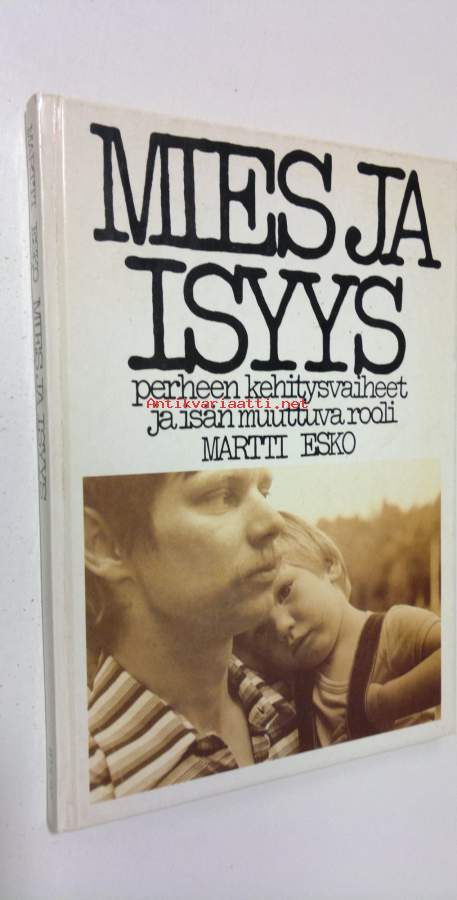 MIES JA
ISYYS
perheen kehitysvaiheet
Antikvariaatti.net
ja isän muuttuva rooli
MARTTI ESKO
MARTTI ESKO MIES JA ISYYS